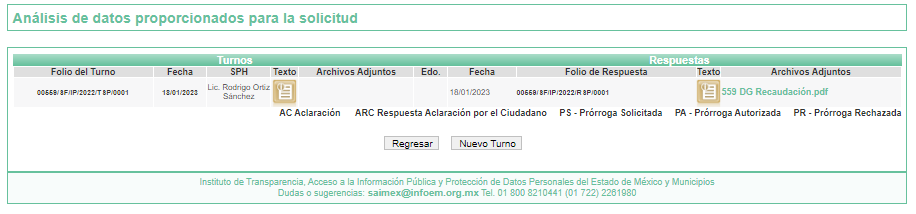 Análisis de datos proporcionados para la solicitud
Turnos Respuestas
Folio del Turno Fecha SPH Texto Archivos Adjuntos Edo. Fecha Folio de Respuesta Texto Archivos Adjuntos
00559/SF/IP/2022/TSP/0001 18/01/2023 Lic. Rodrigo Ortiz Sánchez 18/01/2023 00559/SF/IP/2022/RSP/0001 559 DG Recaudación.pdf
AC Aclaración ARC Respuesta Aclaración por el Ciudadano PS - Prórroga Solicitada PA - Prórroga Autorizada PR - Prórroga Rechazada
Regresar Nuevo Turno
Instituto de Transparencia, Acceso a la Información Pública y Protección de Datos Personales del Estado de México y Municipios
Dudas o sugerencias: saimex@infoem.org.mx Tel. 01 800 8210441 (01 722) 2261980